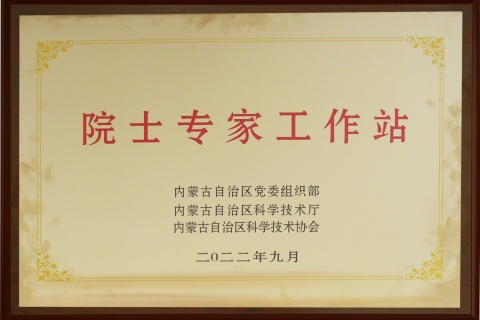 院士专家工作站
内蒙古自治区党委组织部
内蒙古自治区科学技术厅
内蒙古自治区科学技术协会
二0二二年九月